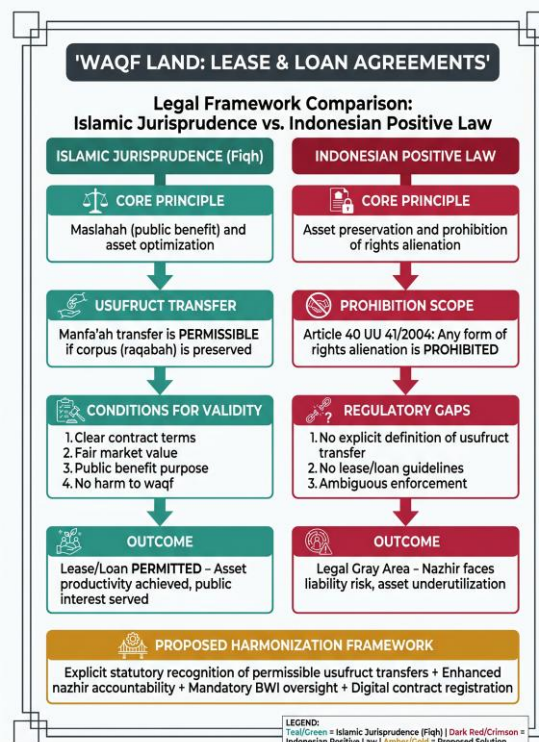 'WAQF LAND: LEASE & LOAN AGREEMENTS'
Legal Framework Comparison:
Islamic Jurisprudence vs. Indonesian Positive Law
ISLAMIC JURISPRUDENCE (Fiqh)
CORE PRINCIPLE
Maslahah (public benefit) and
asset optimization
USUFRUCT TRANSFER
Manfa'ah transfer is PERMISSIBLE
if corpus (raqabah) is preserved
CONDITIONS FOR VALIDITY
1. Clear contract terms
2. Fair market value
3. Public benefit purpose
4. No harm to waqf
OUTCOME
Lease/Loan PERMITTED – Asset
productivity achieved, public
interest served
INDONESIAN POSITIVE LAW
CORE PRINCIPLE
Asset preservation and prohibition
of rights alienation
PROHIBITION SCOPE
Article 40 UU 41/2004: Any form of
rights alienation is PROHIBITED
REGULATORY GAPS
1. No explicit definition of usufruct
transfer
2. No lease/loan guidelines
3. Ambiguous enforcement
OUTCOME
Legal Gray Area – Nazhir faces
liability risk, asset underutilization
PROPOSED HARMONIZATION FRAMEWORK
Explicit statutory recognition of permissible usufruct transfers + Enhanced
nazhir accountability + Mandatory BWI oversight + Digital contract registration
LEGEND:
Teal/Green = Islamic Jurisprudence (Fiqh) | Dark Red/Crimson =
Indonesian Positive Law | Amber/Gold = Proposed Solution